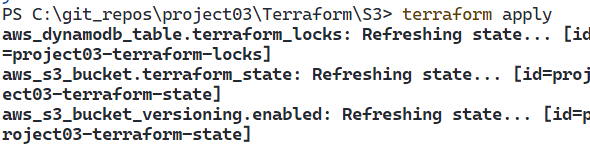 PS C:\git_repos\project03\Terraform\S3> terraform apply
aws_dynamodb_table.terraform_locks: Refreshing state... [id
=project03-terraform-locks]
aws_s3_bucket.terraform_state: Refreshing state... [id=proj
ect03-terraform-state]
aws_s3_bucket_versioning.enabled: Refreshing state... [id=p
roject03-terraform-state]